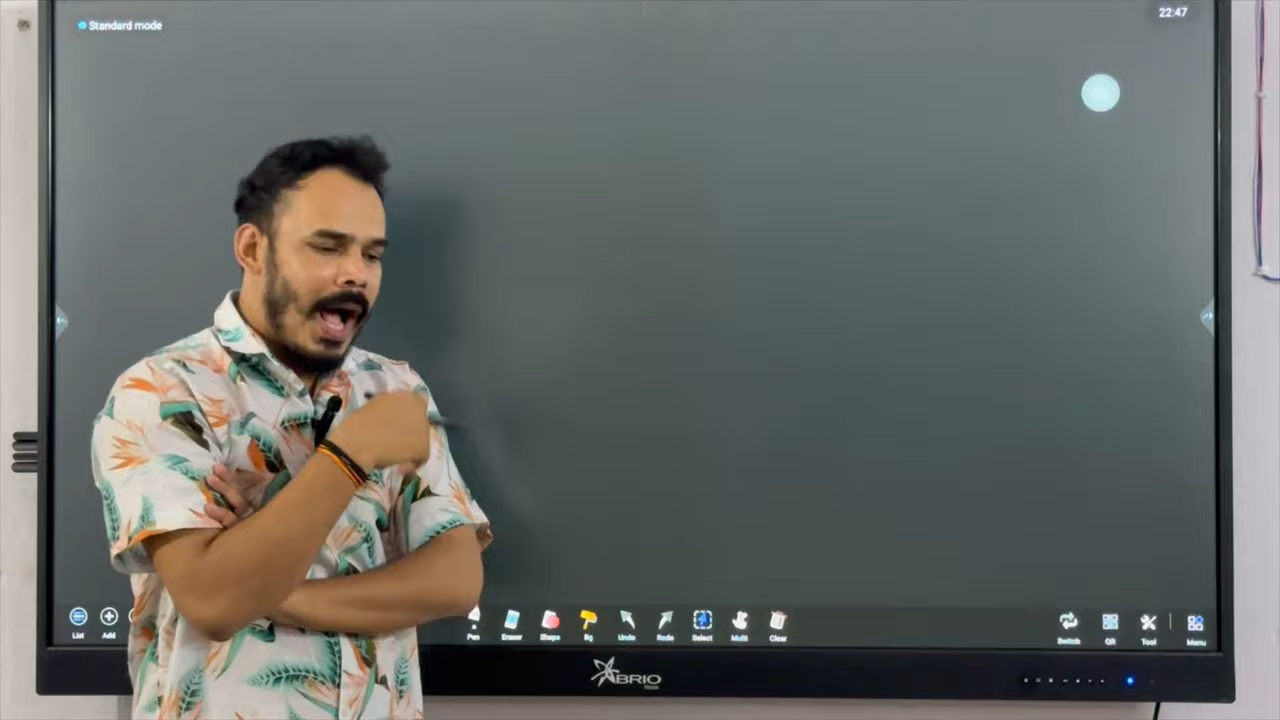 Standard mode
22:47
List
Add
Pen
Eraser
Shape
Bg
Undo
Redo
Select
Multi
Clear
Switch
QR
Tool
Menu
ABRIO